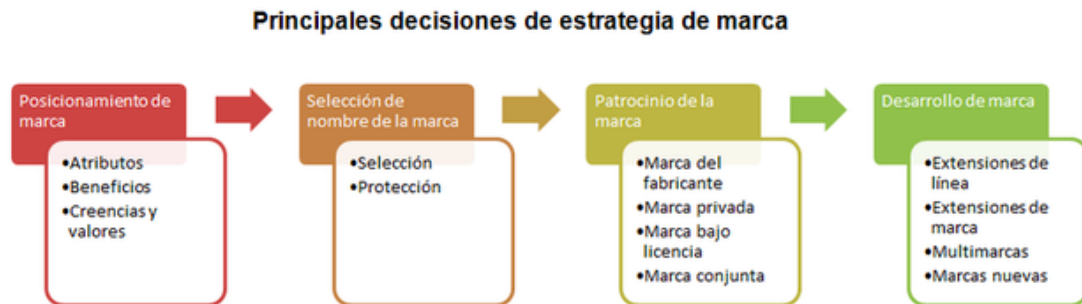 Principales decisiones de estrategia de marca
Posicionamiento de
marca
•Atributos
•Beneficios
•Creencias y
valores
Selección de
nombre de la marca
•Selección
•Protección
Patrocinio de la
marca
•Marca del
fabricante
•Marca privada
•Marca bajo
licencia
•Marca conjunta
Desarrollo de marca
•Extensiones de
línea
•Extensiones de
marca
•Multimarcas
•Marcas nuevas